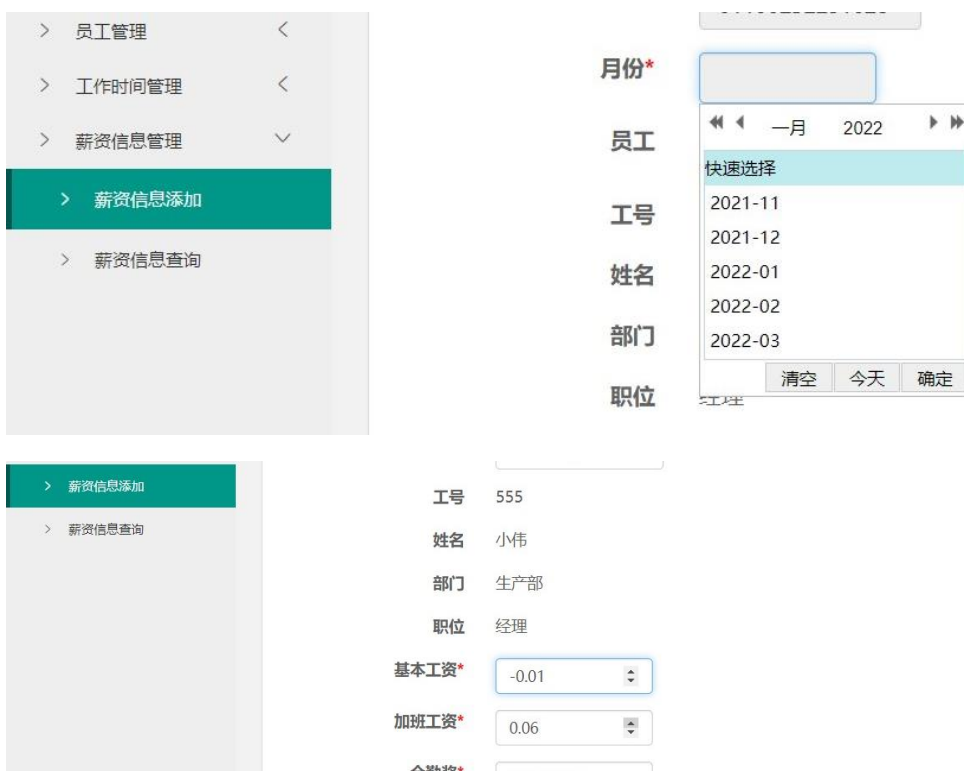 员工管理
工作时间管理
薪资信息管理
薪资信息添加
薪资信息查询
月份*
一月 2022
快速选择
2021-11
2021-12
2022-01
2022-02
2022-03
清空 今天 确定
员工
工号
姓名
部门
职位 经理
薪资信息添加
薪资信息查询
工号 555
姓名 小伟
部门 生产部
职位 经理
基本工资* -0.01
加班工资* 0.06